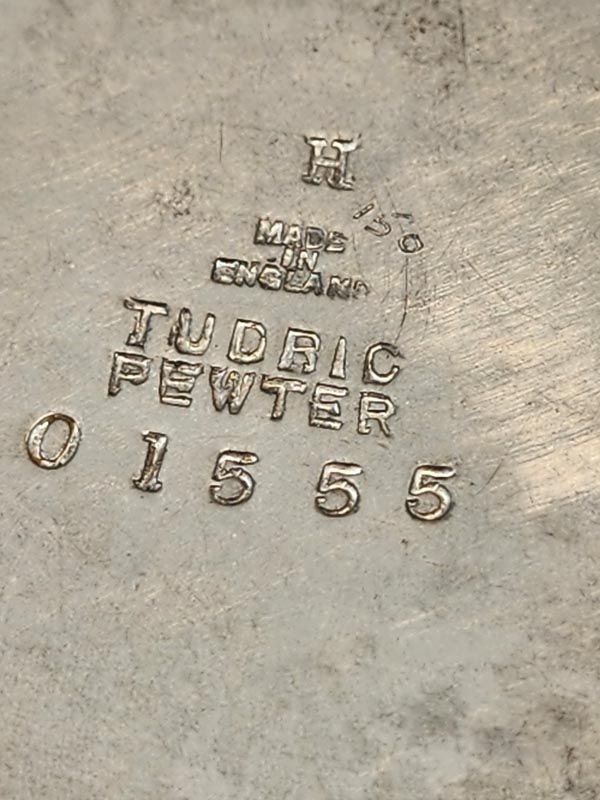 H
MADE
IN
ENGLAND
TUDRIC
PEWTER
01555